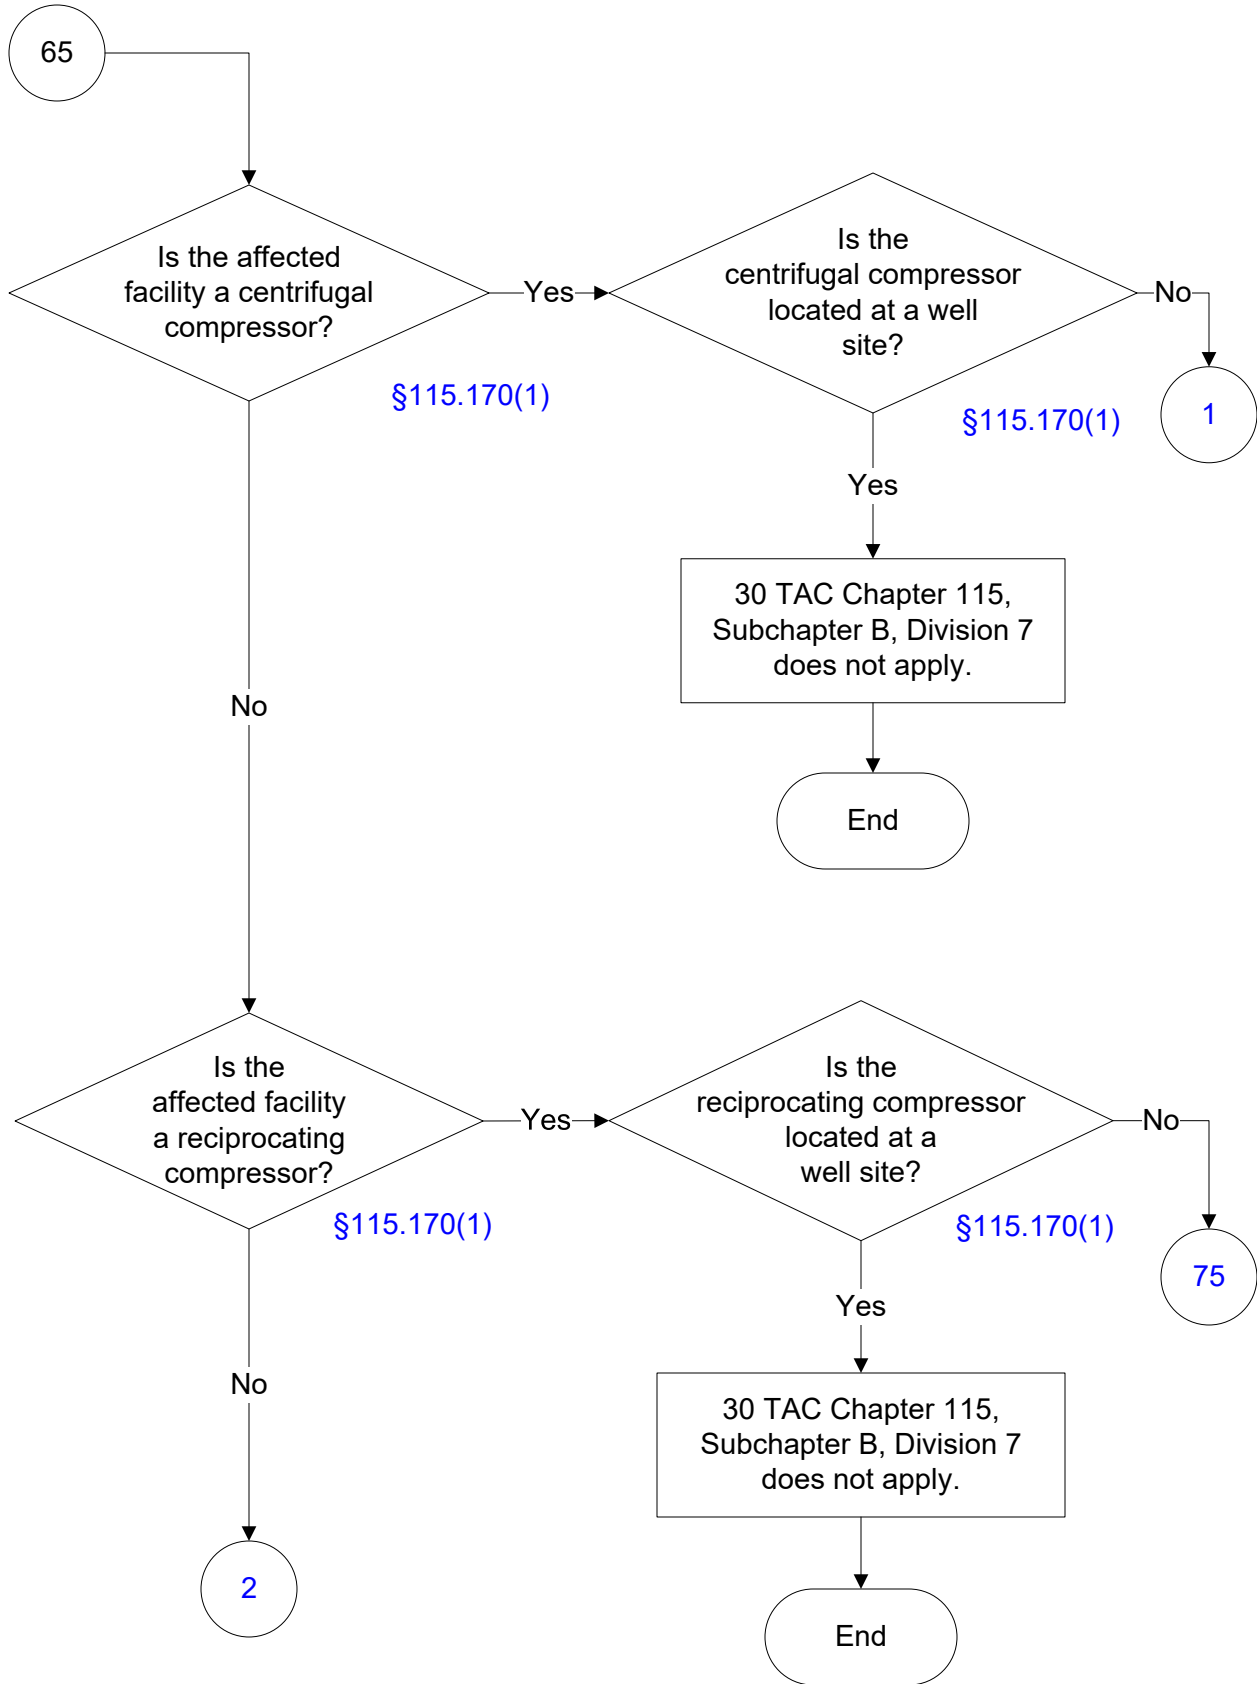 65
Is the affected
facility a centrifugal
compressor?
§115.170(1)
Yes
Is the
centrifugal compressor
located at a well
site?
§115.170(1)
No
1
Yes
30 TAC Chapter 115,
Subchapter B, Division 7
does not apply.
End
No
Is the
affected facility
a reciprocating
compressor?
§115.170(1)
Yes
Is the
reciprocating compressor
located at a
well site?
§115.170(1)
No
75
Yes
30 TAC Chapter 115,
Subchapter B, Division 7
does not apply.
End
No
2